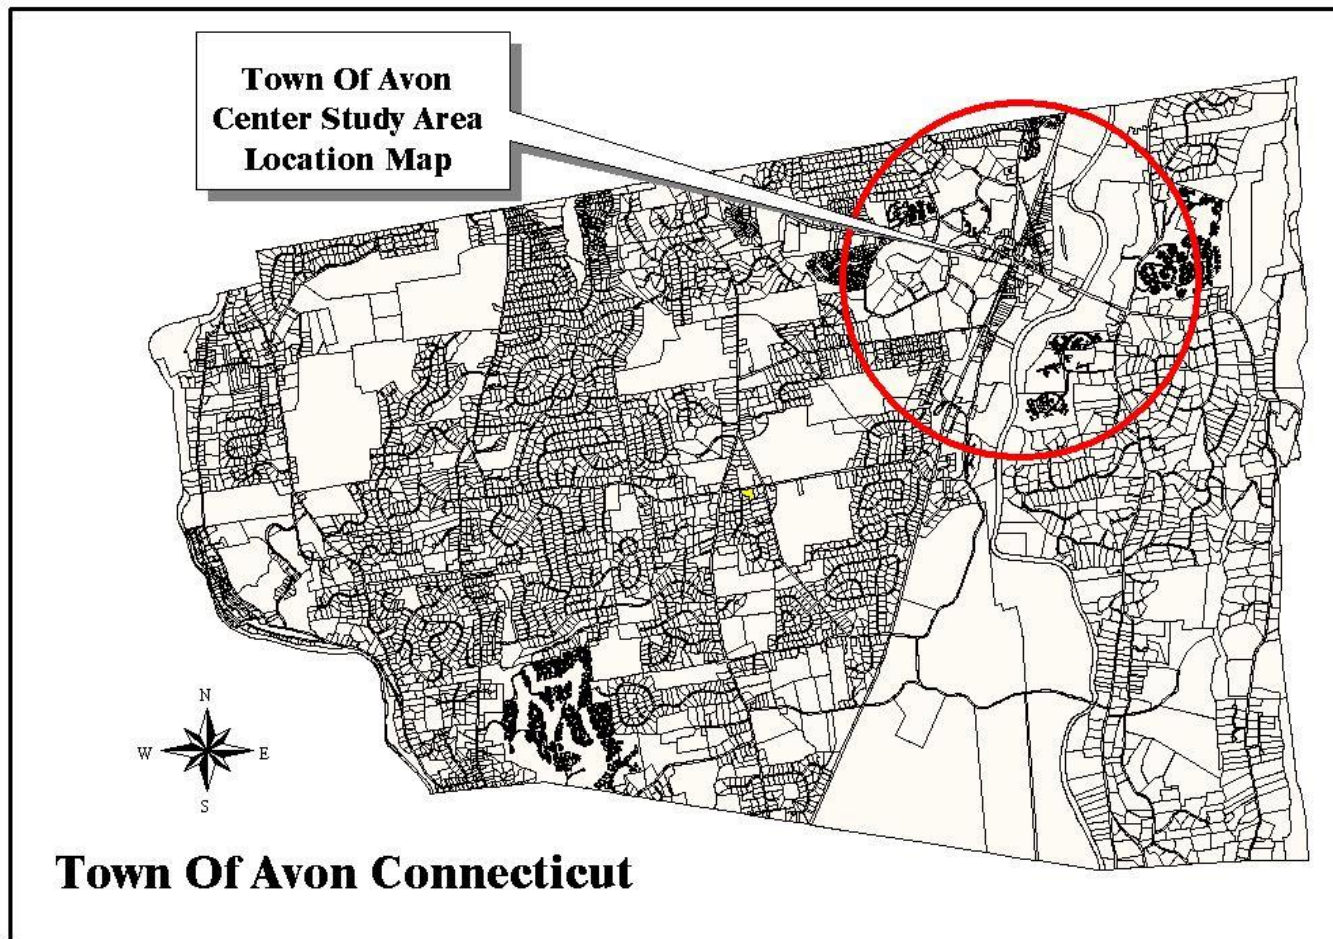 Town Of Avon
Center Study Area
Location Map
N
W
E
S
Town Of Avon Connecticut